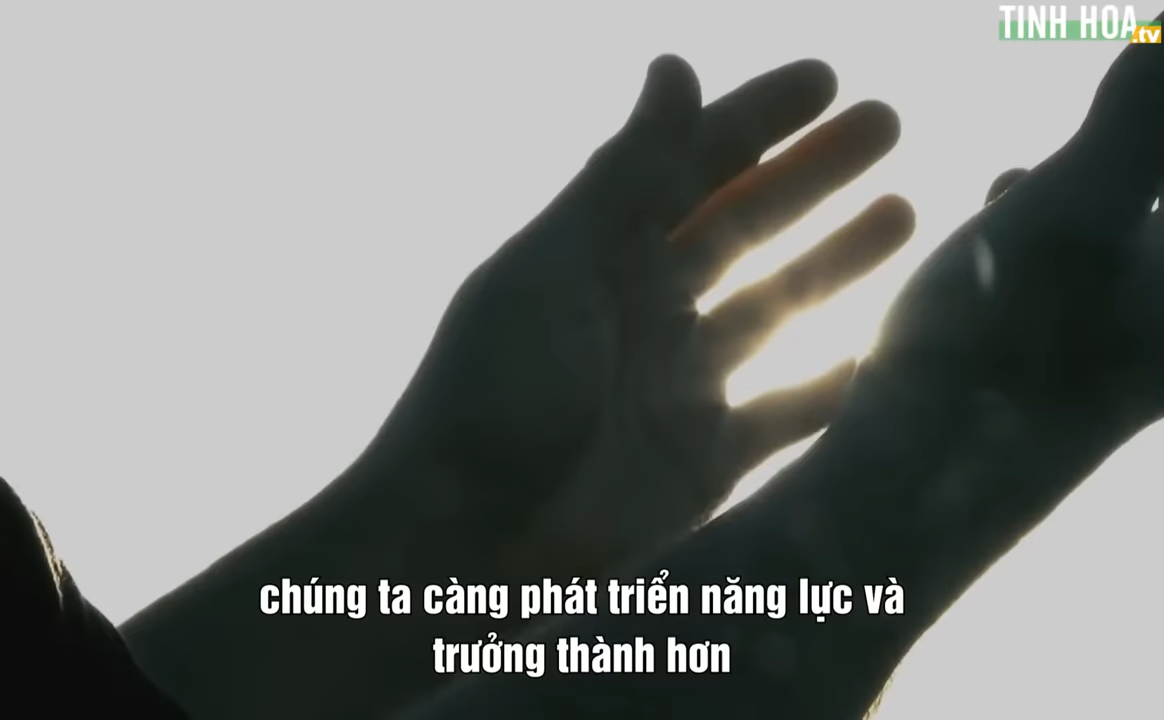 TINH HOA
.tv
chúng ta càng phát triển năng lực và
trưởng thành hơn